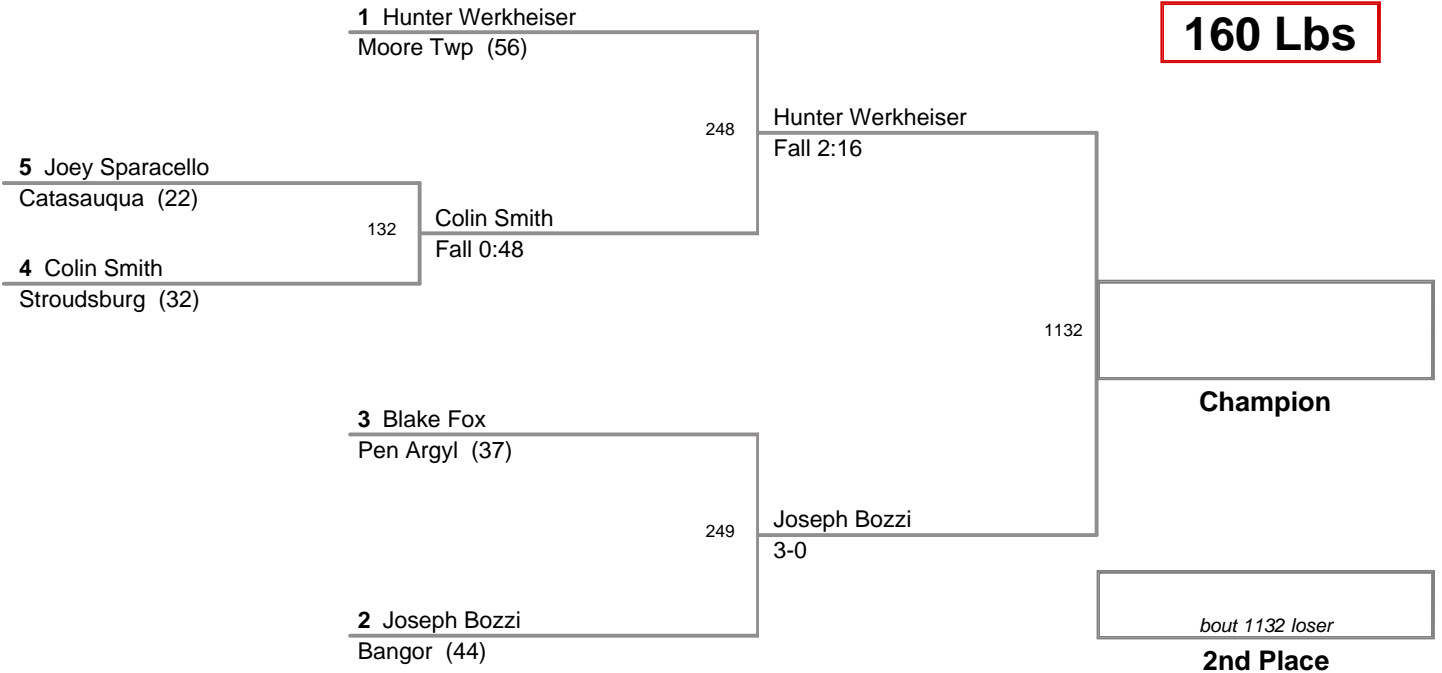 1 Hunter Werkheiser
Moore Twp (56)
160 Lbs
248
Hunter Werkheiser
Fall 2:16
5 Joey Sparacello
Catasauqua (22)
132
Colin Smith
Fall 0:48
4 Colin Smith
Stroudsburg (32)
1132
Champion
3 Blake Fox
Pen Argyl (37)
249
Joseph Bozzi
3-0
2 Joseph Bozzi
Bangor (44)
bout 1132 loser
2nd Place